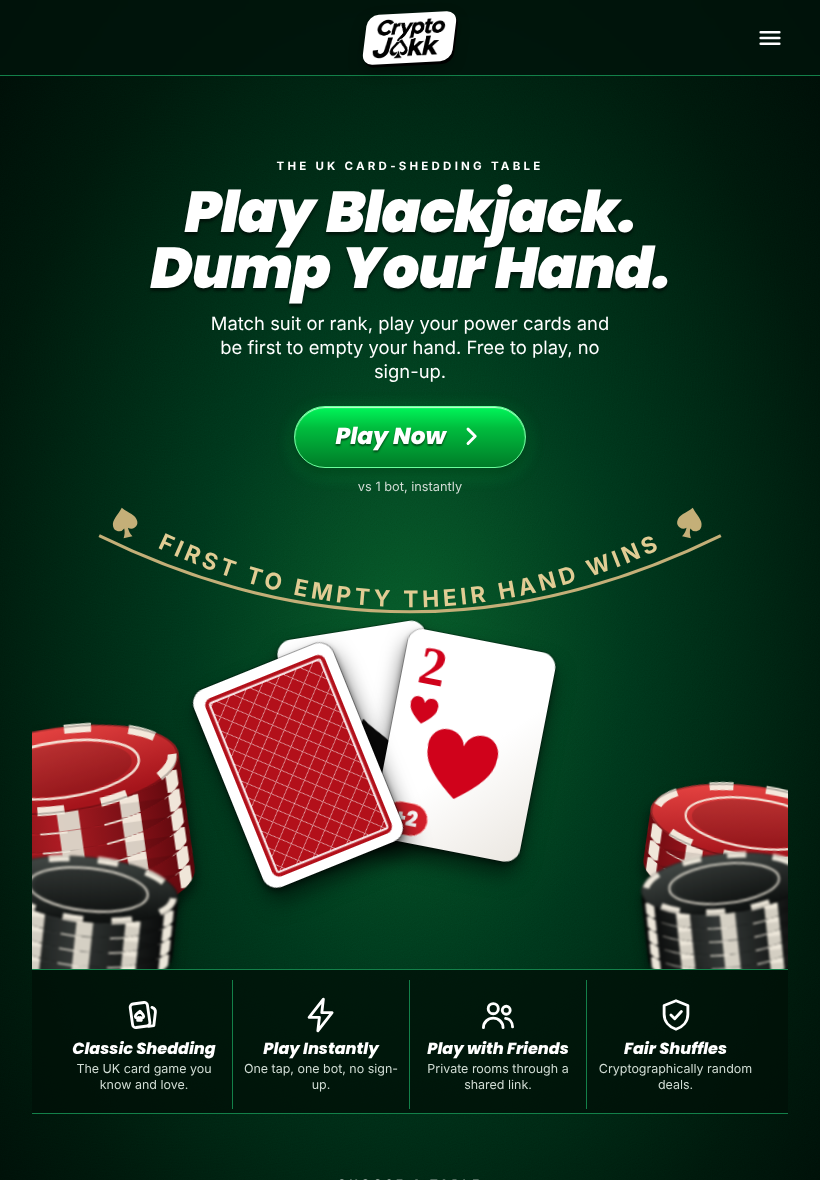 Crypto
Jakk
THE UK CARD-SHEDDING TABLE
Play Blackjack.
Dump Your Hand.
Match suit or rank, play your power cards and
be first to empty your hand. Free to play, no
sign-up.
Play Now
vs 1 bot, instantly
FIRST TO EMPTY THEIR HAND WINS
2
+2
Classic Shedding
The UK card game you
know and love.
Play Instantly
One tap, one bot, no sign-
up.
Play with Friends
Private rooms through a
shared link.
Fair Shuffles
Cryptographically random
deals.